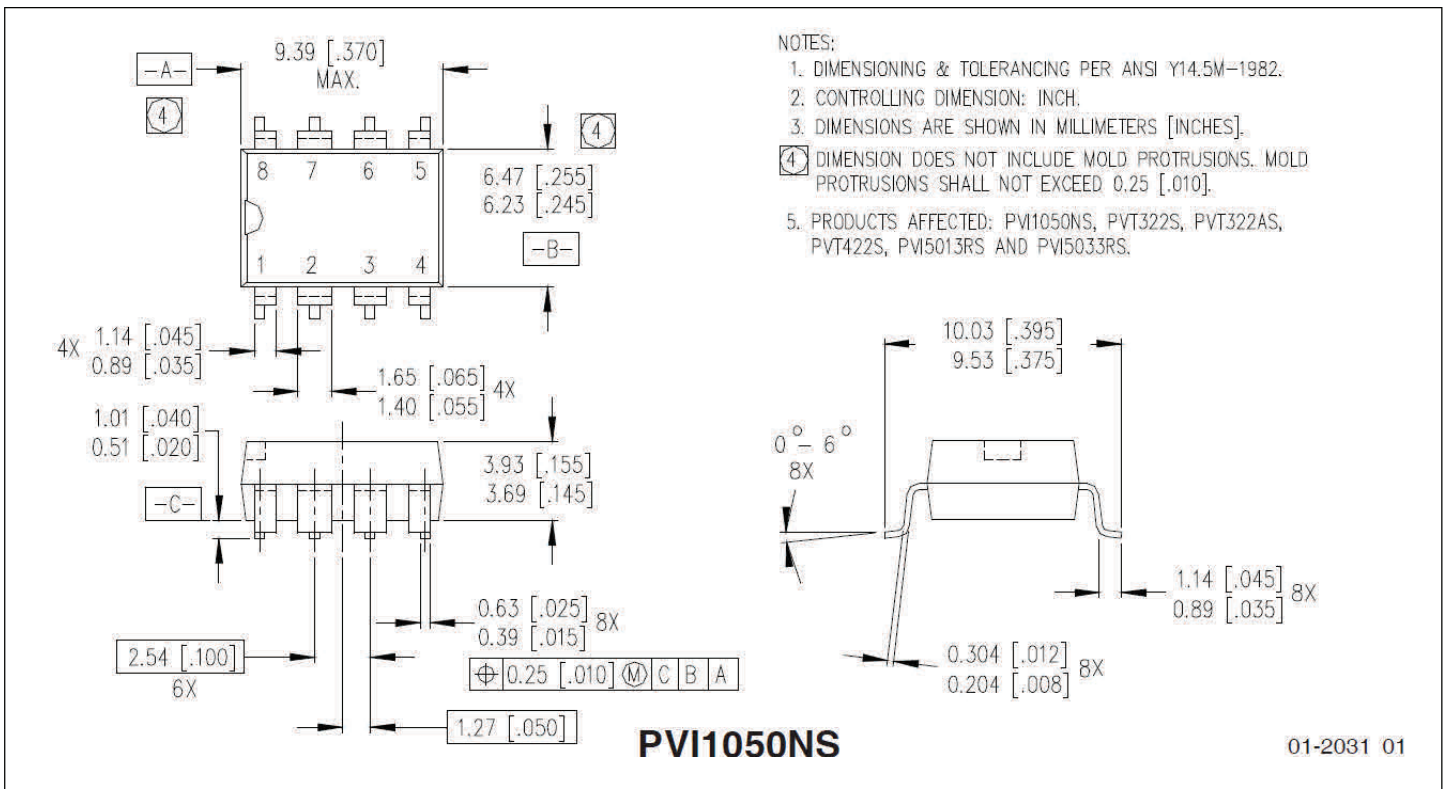 -A-
9.39 [.370]
MAX.
4
4
8 7 6 5
1 2 3 4
6.47 [.255]
6.23 [.245]
-B-
4X 1.14 [.045]
0.89 [.035]
1.65 [.065] 4X
1.40 [.055]
1.01 [.040]
0.51 [.020]
-C-
3.93 [.155]
3.69 [.145]
0.63 [.025] 8X
0.39 [.015]
2.54 [.100]
6X
⌖ 0.25 [.010] Ⓜ C B A
1.27 [.050]
NOTES:
1. DIMENSIONING & TOLERANCING PER ANSI Y14.5M-1982.
2. CONTROLLING DIMENSION: INCH.
3. DIMENSIONS ARE SHOWN IN MILLIMETERS [INCHES].
4 DIMENSION DOES NOT INCLUDE MOLD PROTRUSIONS. MOLD
PROTRUSIONS SHALL NOT EXCEED 0.25 [.010].
5. PRODUCTS AFFECTED: PVI1050NS, PVT322S, PVT322AS,
PVT422S, PVI5013RS AND PVI5033RS.
10.03 [.395]
9.53 [.375]
0° - 6°
8X
1.14 [.045] 8X
0.89 [.035]
0.304 [.012] 8X
0.204 [.008]
PVI1050NS
01-2031 01